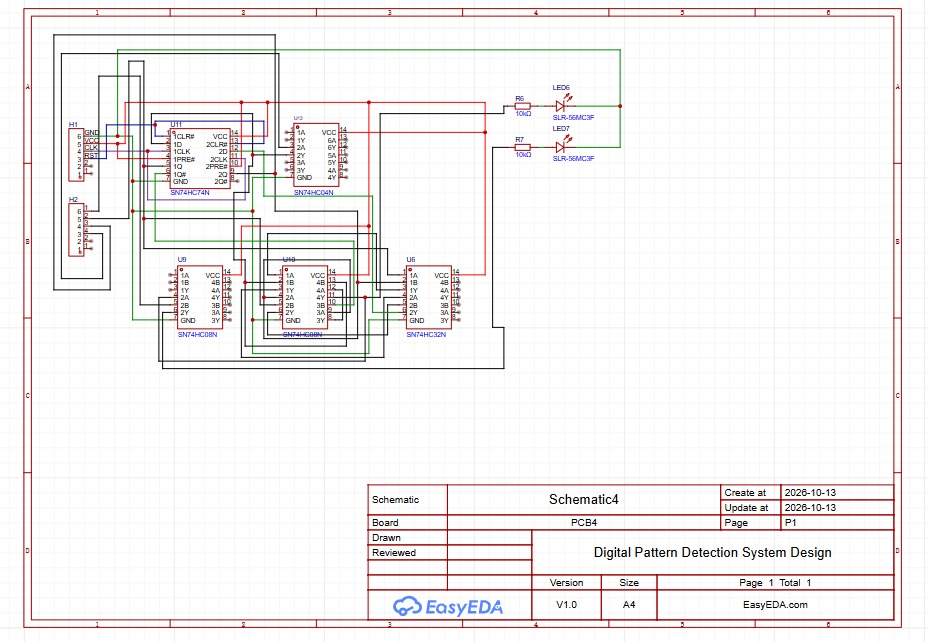 1 2 3 4 5 6
A A
LED6
R6
10kΩ SLR-56MC3F
LED7
R7
10kΩ SLR-56MC3F
H1
GND
VCC
CLK
RST
6
5
4
3
2
1
U11
1CLR#
1D
1CLK
1PRE#
1Q
1Q#
GND
VCC
2CLR#
2D
2CLK
2PRE#
2Q
2Q#
SN74HC74N
1A
1Y
2A
2Y
3A
3Y
GND
VCC
6A
6Y
5A
5Y
4A
4Y
SN74HC04N
H2
6
5
4
3
2
1
B B
U9
1A
1B
1Y
2A
2B
2Y
GND
VCC
4B
4A
4Y
3B
3A
3Y
SN74HC08N
U10
1A
1B
1Y
2A
2B
2Y
GND
VCC
4B
4A
4Y
3B
3A
3Y
SN74HC08N
U6
1A
1B
1Y
2A
2B
2Y
GND
VCC
4B
4A
4Y
3B
3A
3Y
SN74HC32N
C C
D D
Schematic Schematic4 Create at 2026-10-13
Update at 2026-10-13
Board PCB4 Page P1
Drawn
Reviewed Digital Pattern Detection System Design
Version Size Page 1 Total 1
EasyEDA V1.0 A4 EasyEDA.com
1 2 3 4 5 6